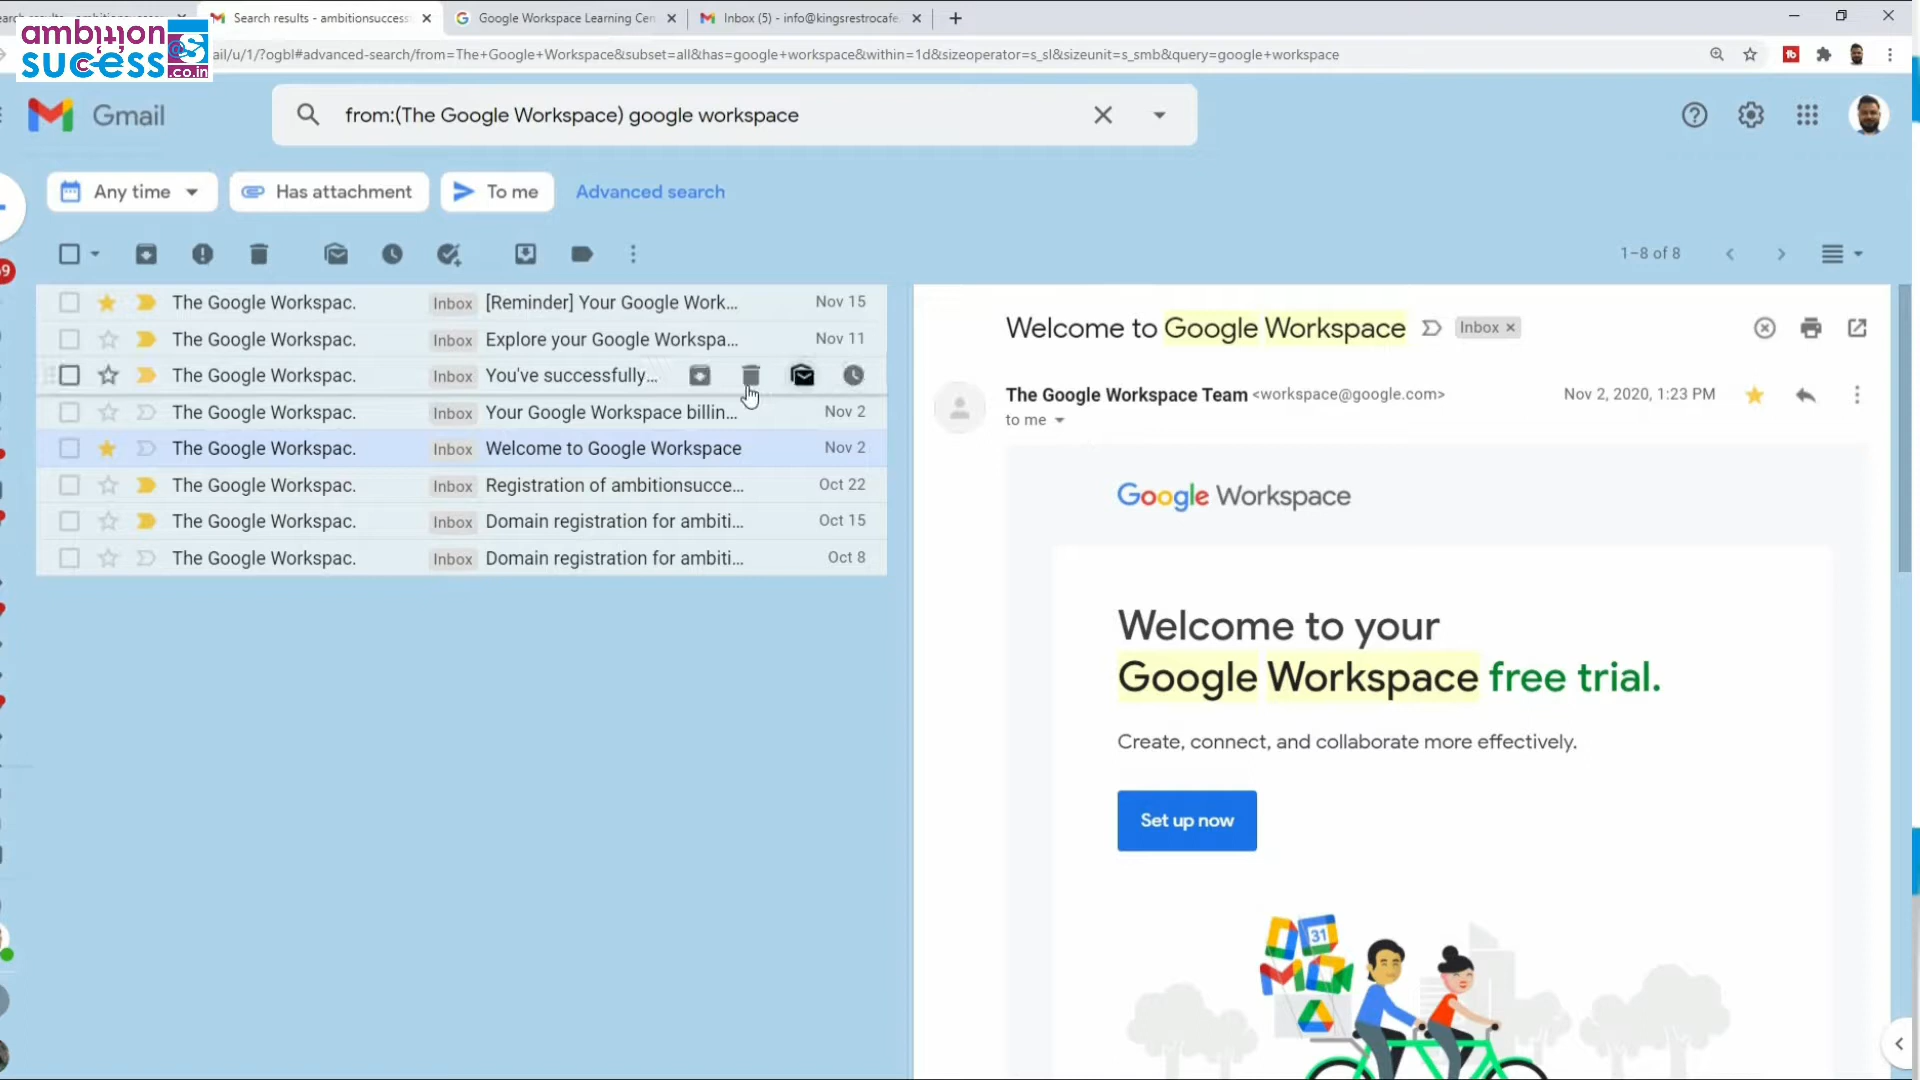 Search results - ambitionsuccess
Google Workspace Learning Cen
Inbox (5) - info@kingsrestrocafe
ambition
sucess
.co.in
ail/u/1/?ogbl#advanced-search/from=The+Google+Workspace&subset=all&has=google+workspace&within=1d&sizeoperator=s_sl&sizeunit=s_smb&query=google+workspace
Gmail
from:(The Google Workspace) google workspace
Any time
Has attachment
To me
Advanced search
1–8 of 8
The Google Workspac. Inbox [Reminder] Your Google Work... Nov 15
The Google Workspac. Inbox Explore your Google Workspa... Nov 11
The Google Workspac. Inbox You've successfully...
The Google Workspac. Inbox Your Google Workspace billin... Nov 2
The Google Workspac. Inbox Welcome to Google Workspace Nov 2
The Google Workspac. Inbox Registration of ambitionsucce... Oct 22
The Google Workspac. Inbox Domain registration for ambiti... Oct 15
The Google Workspac. Inbox Domain registration for ambiti... Oct 8
Welcome to Google Workspace Inbox
The Google Workspace Team <workspace@google.com> Nov 2, 2020, 1:23 PM
to me
Google Workspace
Welcome to your
Google Workspace free trial.
Create, connect, and collaborate more effectively.
Set up now
31